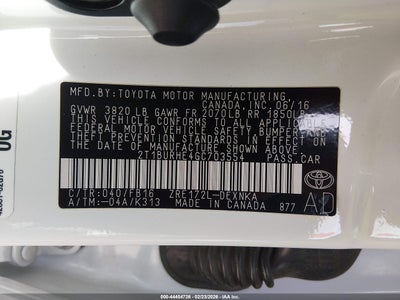 MFD.BY:TOYOTA MOTOR MANUFACTURING
CANADA, INC. 06/16
GVWR 3820 LB GAWR FR 2070LB RR 1850LB
THIS VEHICLE CONFORMS TO ALL APPLICABLE
FEDERAL MOTOR VEHICLE SAFETY, BUMPER, AND
THEFT PREVENTION STANDARDS IN EFFECT ON
THE DATE OF MANUFACTURE SHOWN ABOVE.
2T1BURHE4GC703554 PASS.CAR
C/TR:040/FB16 ZRE172L-DEXNKA
A/TM:-04A/K313 MADE IN CANADA 877
TOYOTA
© 44454726 - 02/23/2026 - © 2026 IAA, Inc.